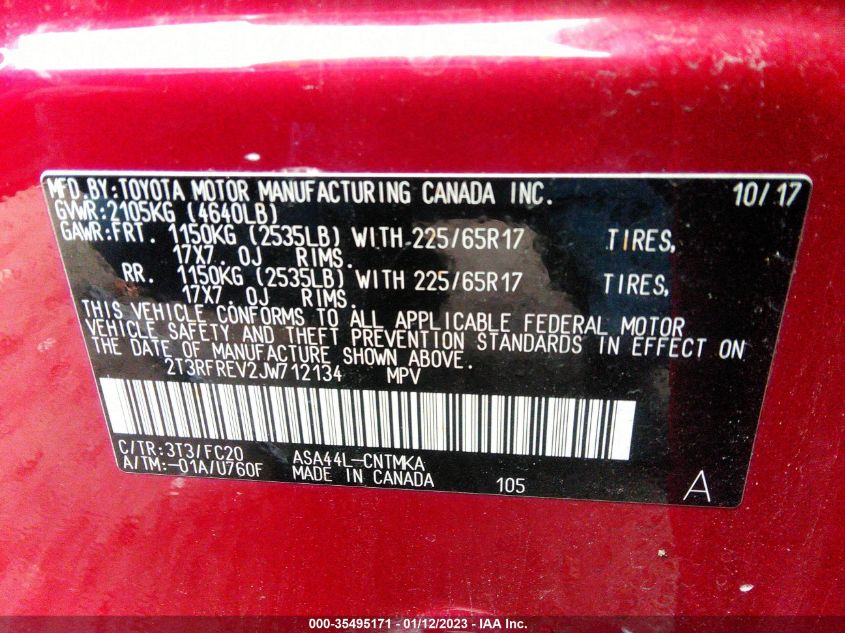 MFD.BY:TOYOTA MOTOR MANUFACTURING CANADA INC. 10/17
GVWR:2105KG (4640LB)
GAWR:FRT. 1150KG (2535LB) WITH 225/65R17 TIRES,
17X7.0J RIMS.
RR. 1150KG (2535LB) WITH 225/65R17 TIRES,
17X7.0J RIMS.
THIS VEHICLE CONFORMS TO ALL APPLICABLE FEDERAL MOTOR
VEHICLE SAFETY AND THEFT PREVENTION STANDARDS IN EFFECT ON
THE DATE OF MANUFACTURE SHOWN ABOVE.
2T3RFREV2JW712134 MPV
C/TR:3T3/FC20 ASA44L-CNTMKA
A/TM:-01A/U760F MADE IN CANADA 105 A
000-35495171 - 01/12/2023 - IAA Inc.